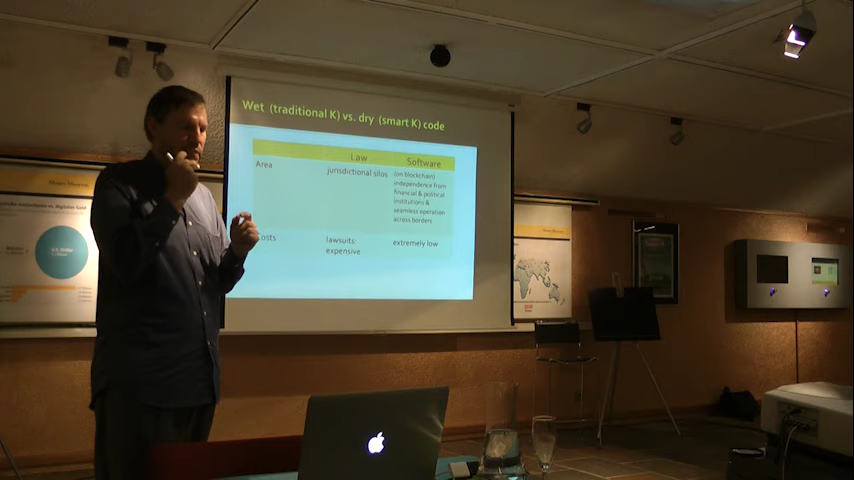 Wet (traditional K) vs. dry (smart K) code
Law
Software
Area
jurisdictional silos
(on blockchain)
independence from
financial & political
institutions &
seamless operation
across borders
osts
lawsuits:
expensive
extremely low